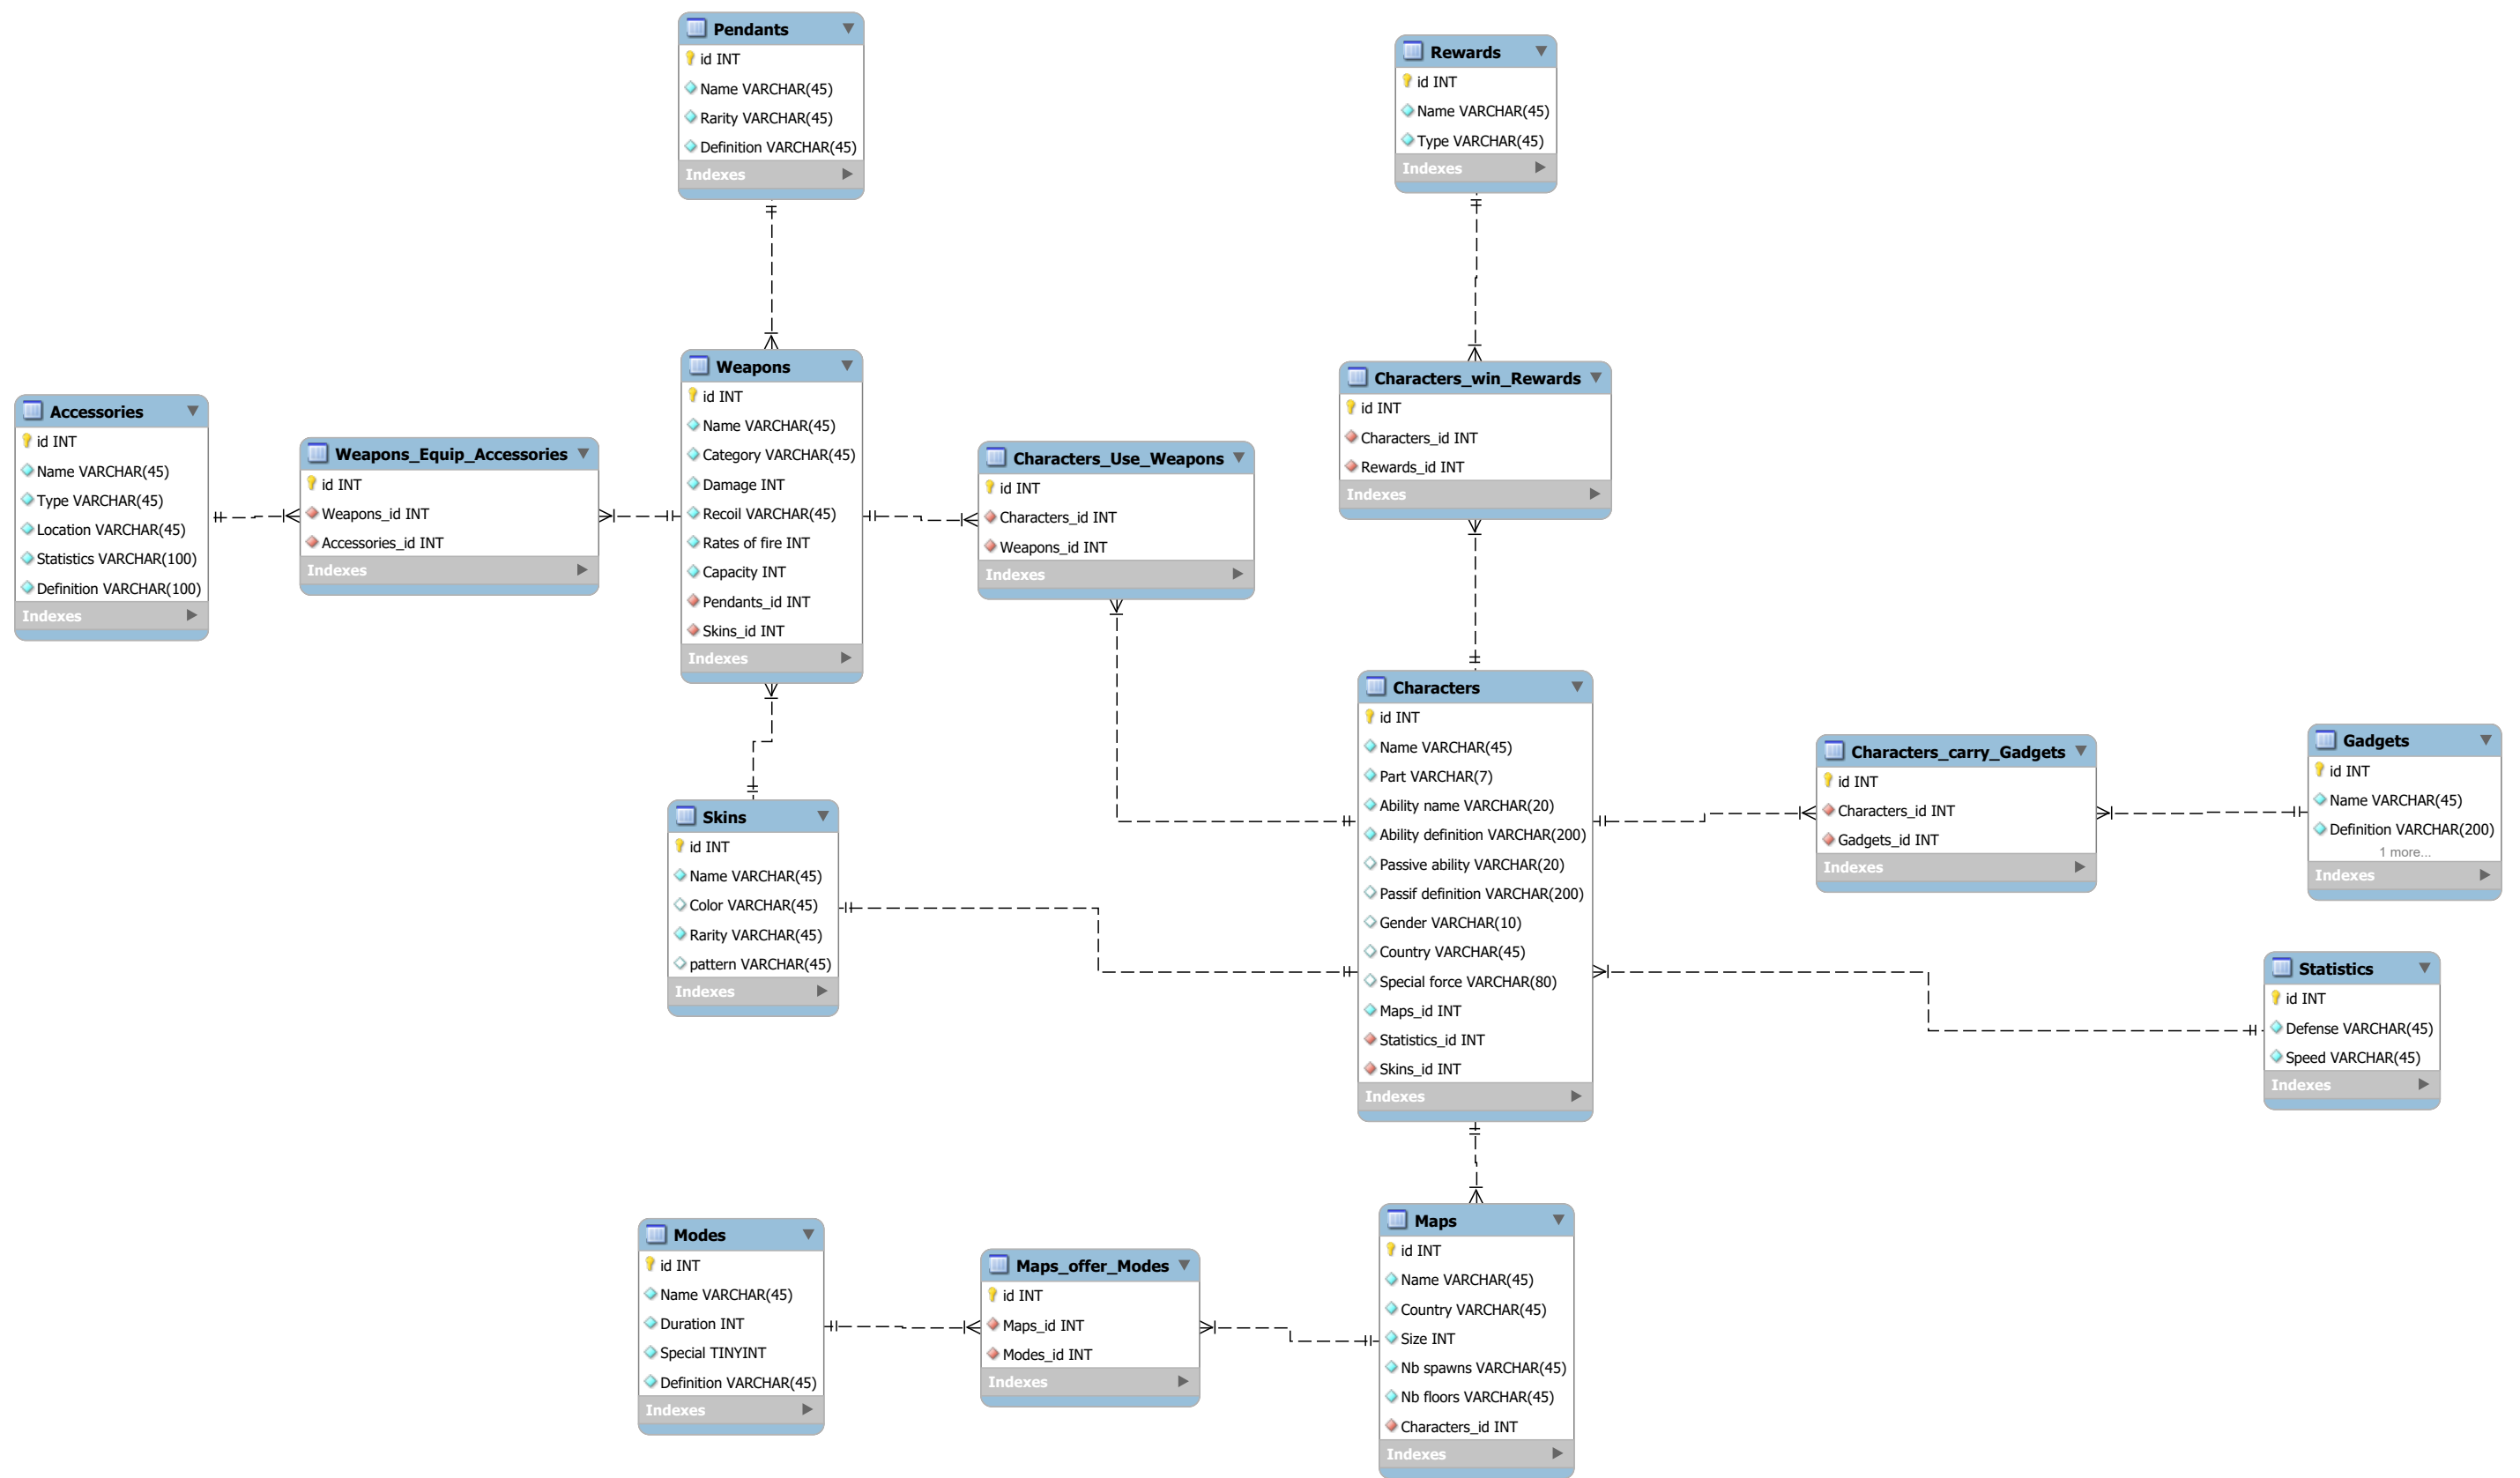 Pendants
id INT
Name VARCHAR(45)
Rarity VARCHAR(45)
Definition VARCHAR(45)
Indexes
Rewards
id INT
Name VARCHAR(45)
Type VARCHAR(45)
Indexes
Accessories
id INT
Name VARCHAR(45)
Type VARCHAR(45)
Location VARCHAR(45)
Statistics VARCHAR(100)
Definition VARCHAR(100)
Indexes
Weapons_Equip_Accessories
id INT
Weapons_id INT
Accessories_id INT
Indexes
Weapons
id INT
Name VARCHAR(45)
Category VARCHAR(45)
Damage INT
Recoil VARCHAR(45)
Rates of fire INT
Capacity INT
Pendants_id INT
Skins_id INT
Indexes
Characters_Use_Weapons
id INT
Characters_id INT
Weapons_id INT
Indexes
Characters_win_Rewards
id INT
Characters_id INT
Rewards_id INT
Indexes
Skins
id INT
Name VARCHAR(45)
Color VARCHAR(45)
Rarity VARCHAR(45)
pattern VARCHAR(45)
Indexes
Characters
id INT
Name VARCHAR(45)
Part VARCHAR(7)
Ability name VARCHAR(20)
Ability definition VARCHAR(200)
Passive ability VARCHAR(20)
Passif definition VARCHAR(200)
Gender VARCHAR(10)
Country VARCHAR(45)
Special force VARCHAR(80)
Maps_id INT
Statistics_id INT
Skins_id INT
Indexes
Characters_carry_Gadgets
id INT
Characters_id INT
Gadgets_id INT
Indexes
Gadgets
id INT
Name VARCHAR(45)
Definition VARCHAR(200)
1 more...
Indexes
Statistics
id INT
Defense VARCHAR(45)
Speed VARCHAR(45)
Indexes
Modes
id INT
Name VARCHAR(45)
Duration INT
Special TINYINT
Definition VARCHAR(45)
Indexes
Maps_offer_Modes
id INT
Maps_id INT
Modes_id INT
Indexes
Maps
id INT
Name VARCHAR(45)
Country VARCHAR(45)
Size INT
Nb spawns VARCHAR(45)
Nb floors VARCHAR(45)
Characters_id INT
Indexes